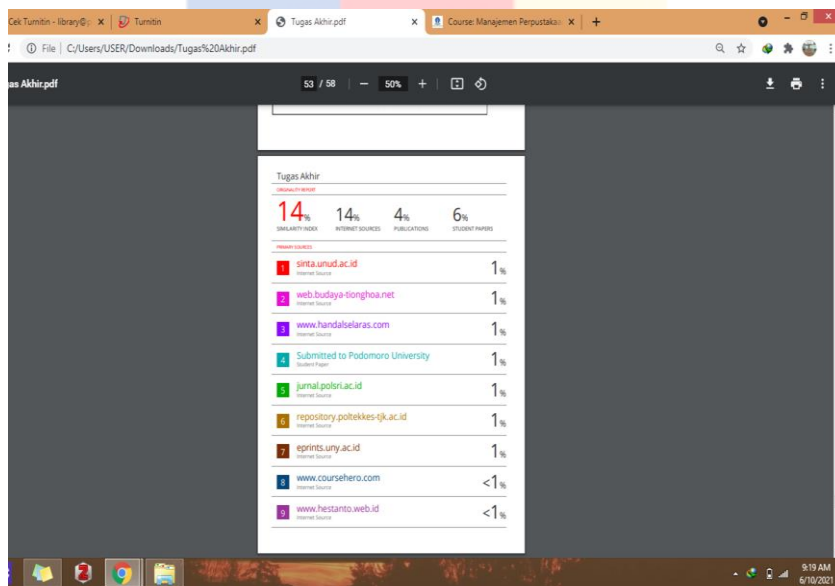 Cek Turnitin - library@g
Turnitin
Tugas Akhir.pdf
Course: Manajemen Perpustakaa
File
C:/Users/USER/Downloads/Tugas%20Akhir.pdf
as Akhir.pdf
53 / 58
50%
Tugas Akhir
ORIGINALITY REPORT
14% 14% 4% 6%
SIMILARITY INDEX INTERNET SOURCES PUBLICATIONS STUDENT PAPERS
PRIMARY SOURCES
1 sinta.unud.ac.id 1%
Internet Source
2 web.budaya-tionghoa.net 1%
Internet Source
3 www.handalselaras.com 1%
Internet Source
4 Submitted to Podomoro University 1%
Student Paper
5 jurnal.polsri.ac.id 1%
Internet Source
6 repository.poltekkes-tjk.ac.id 1%
Internet Source
7 eprints.uny.ac.id 1%
Internet Source
8 www.coursehero.com <1%
Internet Source
9 www.hestanto.web.id <1%
Internet Source
9:19 AM
6/10/2021